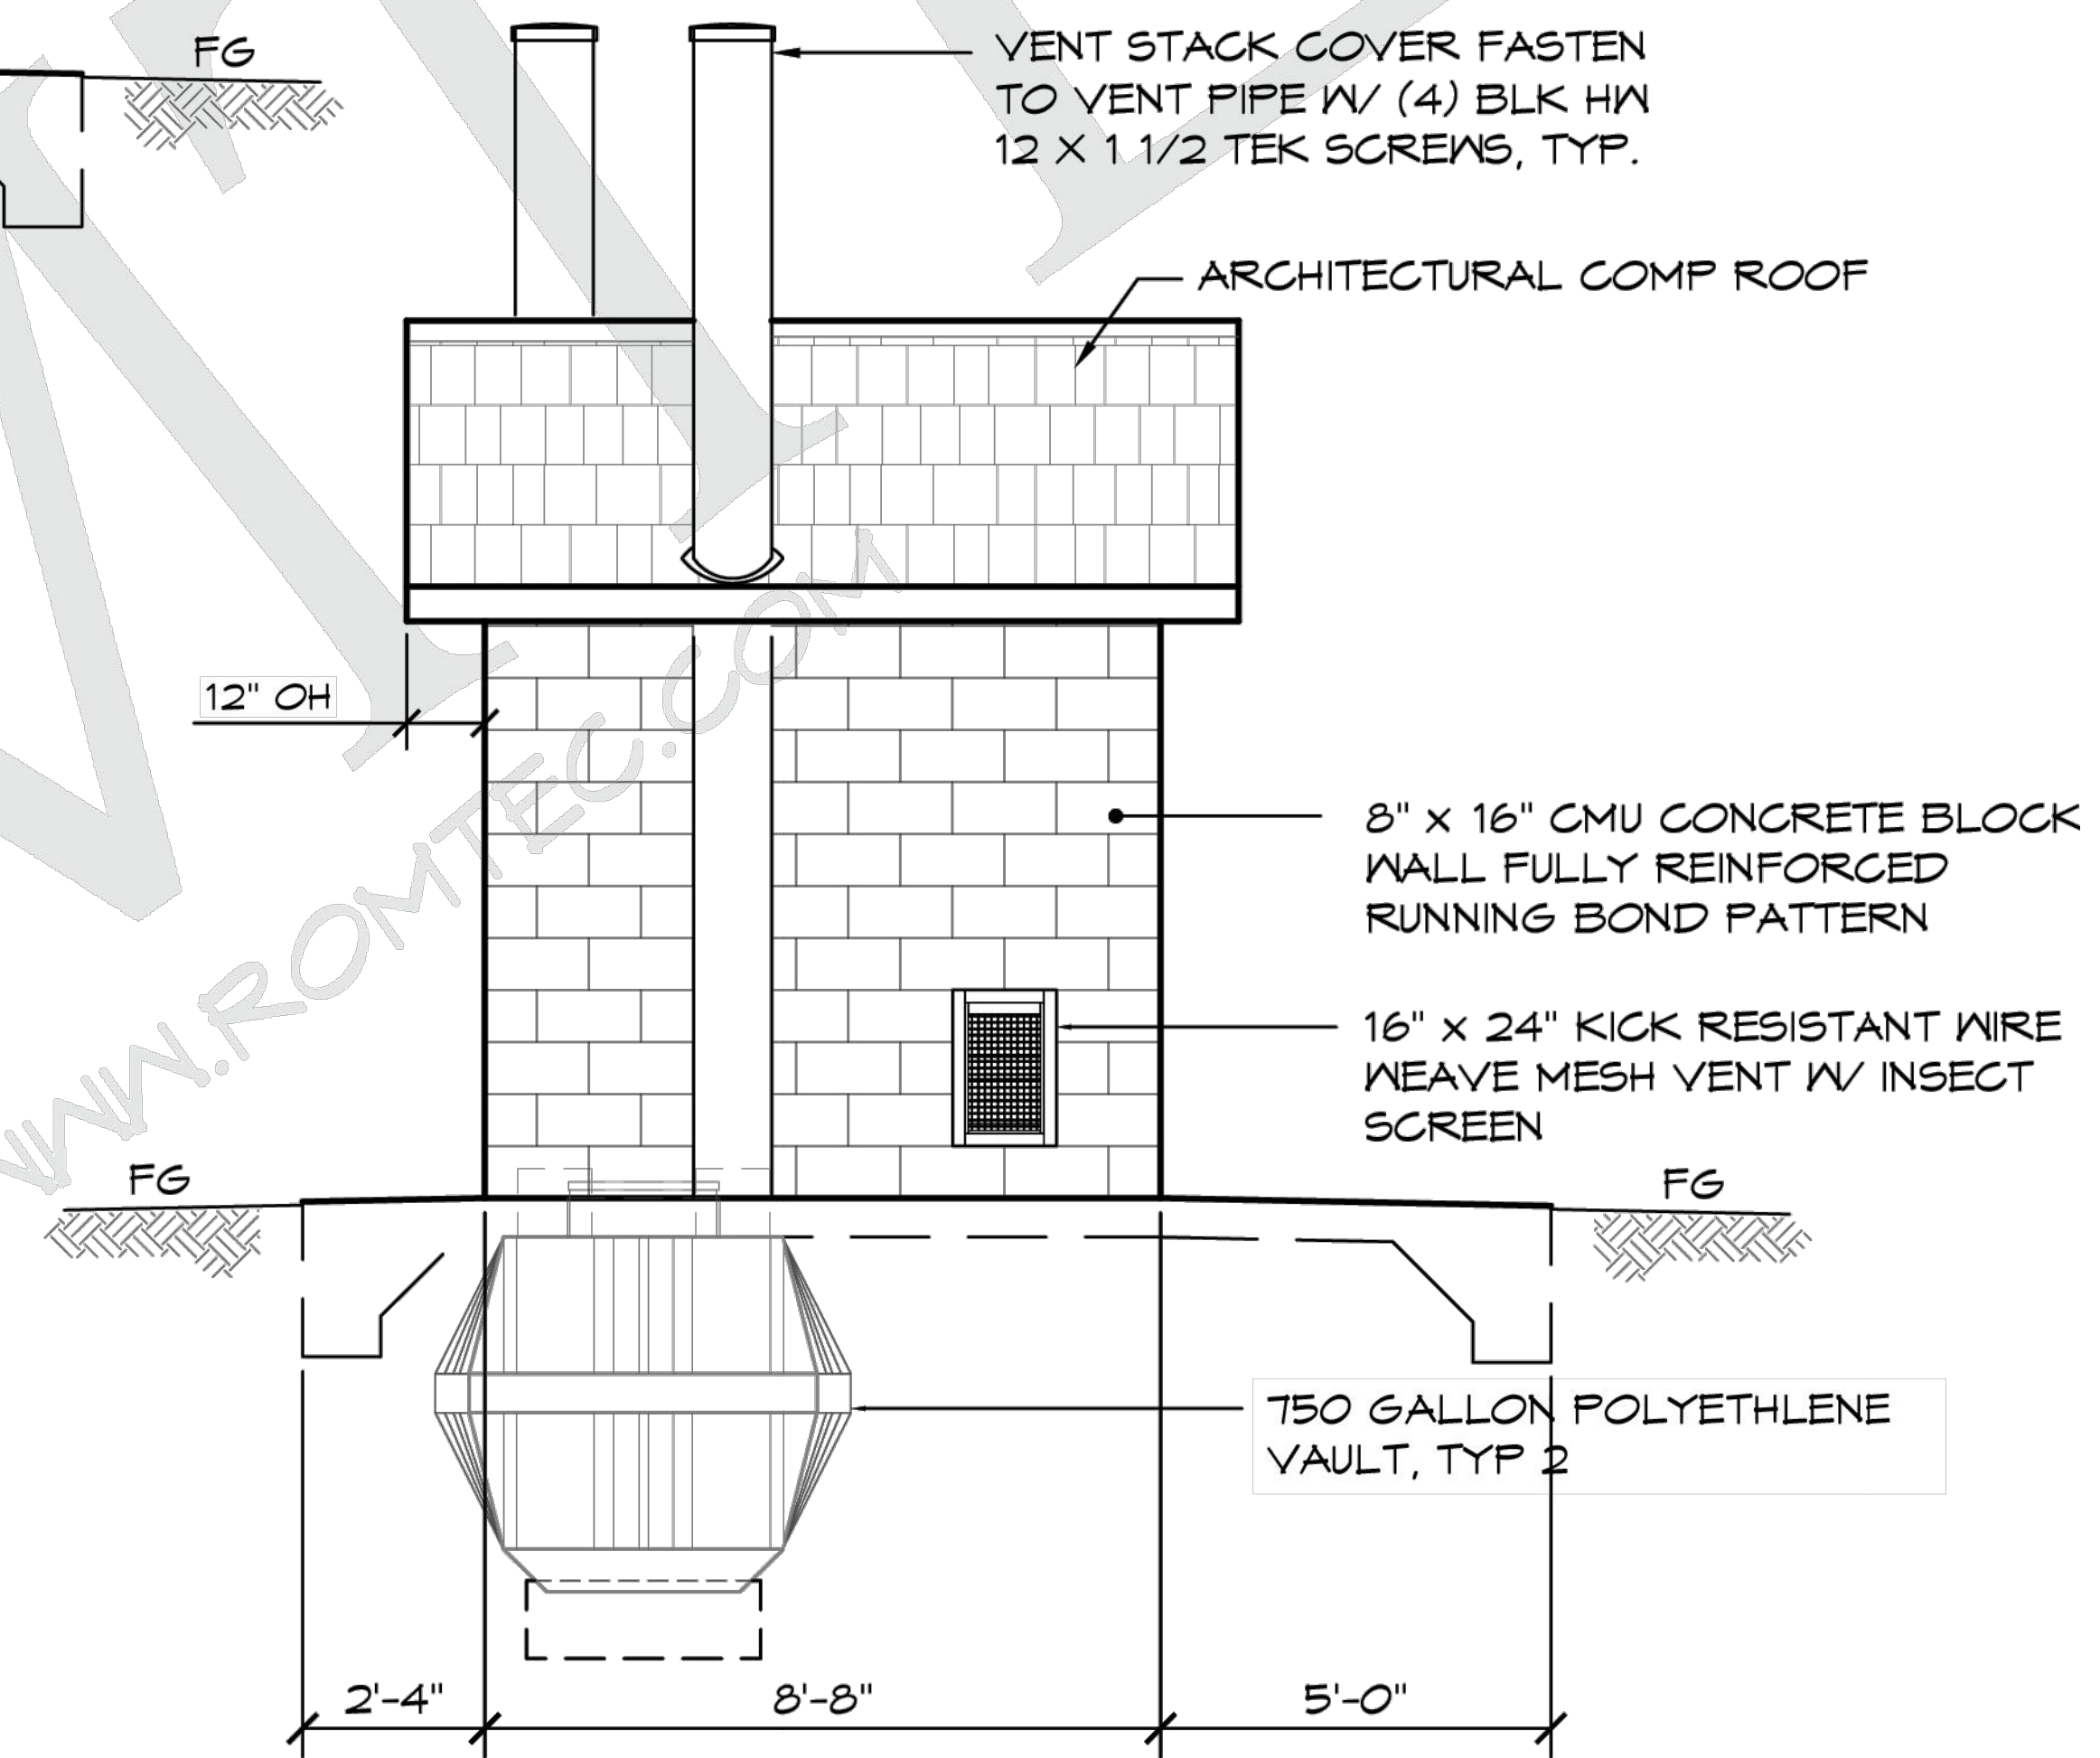 FG
VENT STACK COVER FASTEN
TO VENT PIPE W/ (4) BLK HW
12 X 1 1/2 TEK SCREWS, TYP.
ARCHITECTURAL COMP ROOF
12" OH
8" x 16" CMU CONCRETE BLOCK
WALL FULLY REINFORCED
RUNNING BOND PATTERN
16" x 24" KICK RESISTANT WIRE
WEAVE MESH VENT W/ INSECT
SCREEN
WW.ROMTEC.COM
FG
FG
750 GALLON POLYETHLENE
VAULT, TYP 2
2'-4"
8'-8"
5'-0"